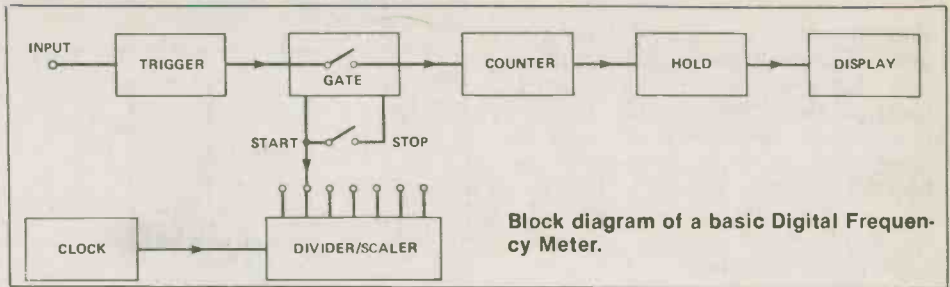 INPUT
TRIGGER
GATE
COUNTER
HOLD
DISPLAY
START
STOP
CLOCK
DIVIDER/SCALER
Block diagram of a basic Digital Frequen-
cy Meter.